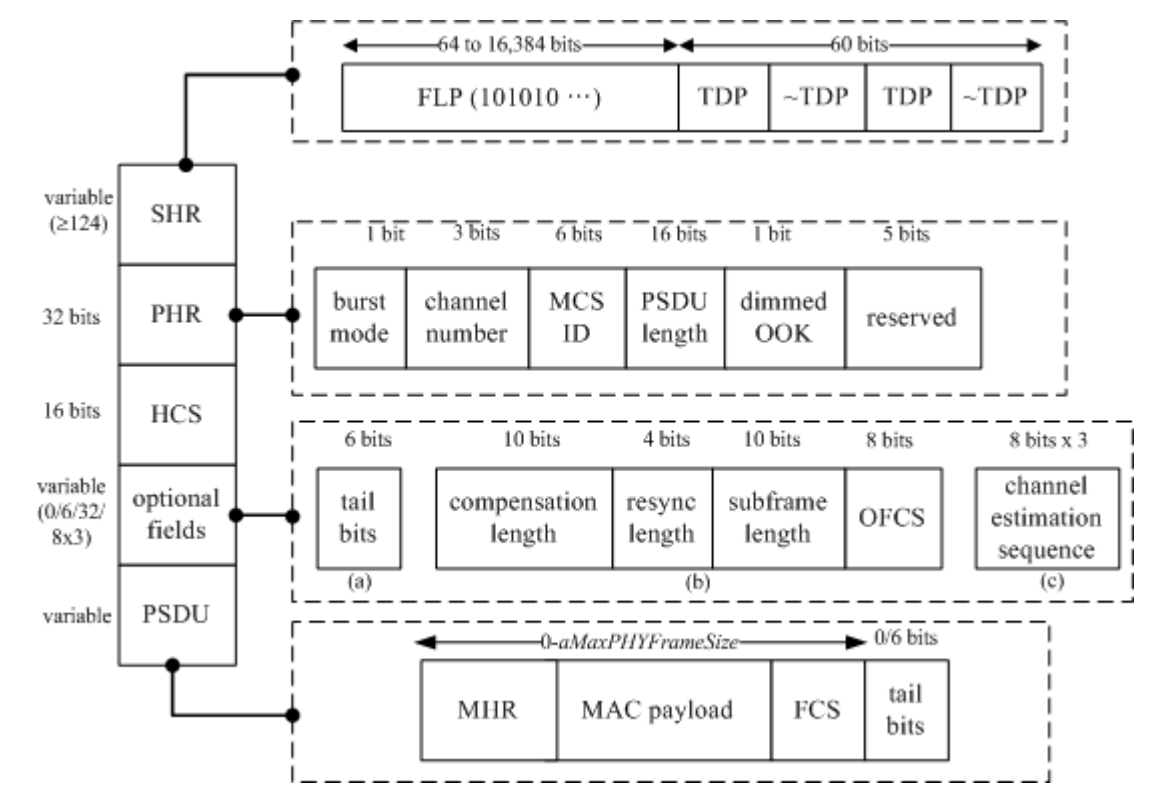 64 to 16,384 bits
60 bits
FLP (101010 ···)
TDP
~TDP
TDP
~TDP
variable
(≥124)
SHR
1 bit
3 bits
6 bits
16 bits
1 bit
5 bits
32 bits
PHR
burst
mode
channel
number
MCS
ID
PSDU
length
dimmed
OOK
reserved
16 bits
HCS
6 bits
10 bits
4 bits
10 bits
8 bits
8 bits x 3
variable
(0/6/32/
8x3)
optional
fields
tail
bits
compensation
length
resync
length
subframe
length
OFCS
channel
estimation
sequence
(a)
(b)
(c)
variable
PSDU
0-aMaxPHYFrameSize
0/6 bits
MHR
MAC payload
FCS
tail
bits